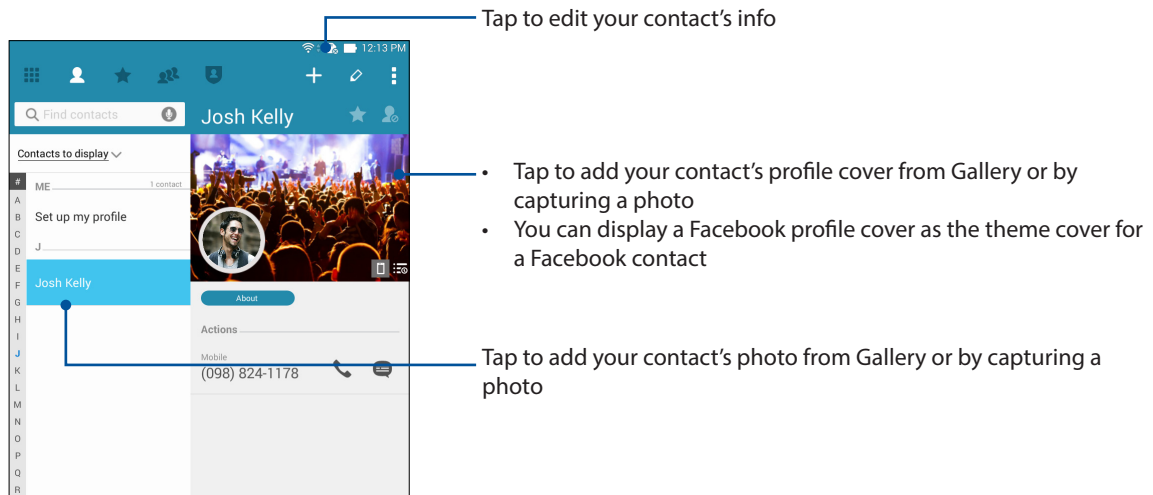 Tap to edit your contact’s info
12:13 PM
Find contacts
Josh Kelly
Contacts to display
#
ME
1 contact
A
B
Set up my profile
C
D
J
E
F
Josh Kelly
G
H
I
J
K
L
M
N
O
P
Q
R
About
Actions
Mobile
(098) 824-1178
• Tap to add your contact’s profile cover from Gallery or by
capturing a photo
• You can display a Facebook profile cover as the theme cover for
a Facebook contact
Tap to add your contact’s photo from Gallery or by capturing a
photo